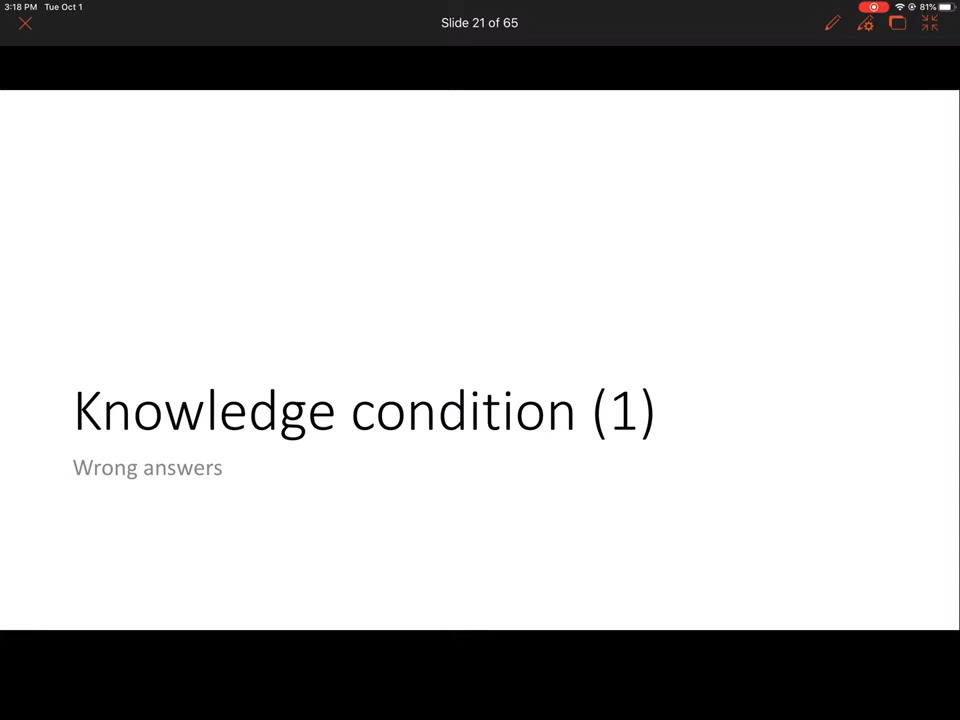 3:18 PM Tue Oct 1
81%
Slide 21 of 65
Knowledge condition (1)
Wrong answers